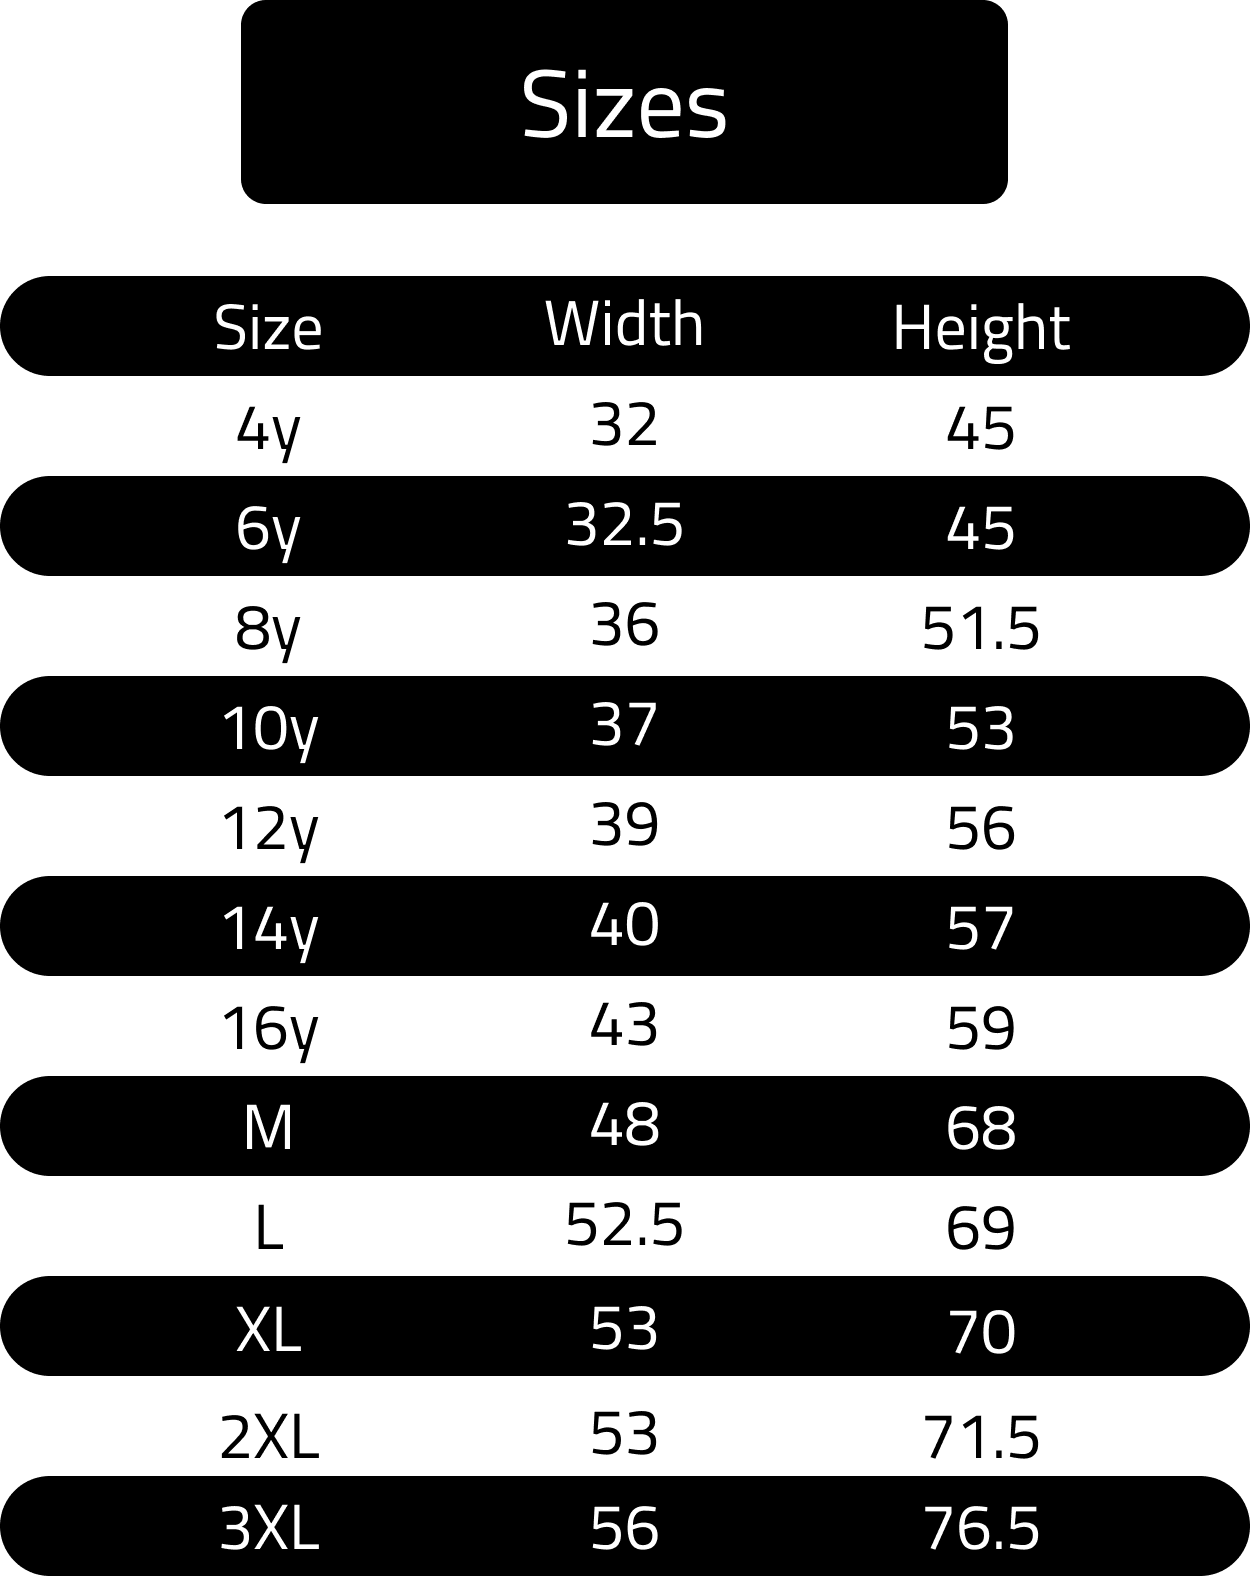 Sizes
Size Width Height
4y 32 45
6y 32.5 45
8y 36 51.5
10y 37 53
12y 39 56
14y 40 57
16y 43 59
M 48 68
L 52.5 69
XL 53 70
2XL 53 71.5
3XL 56 76.5